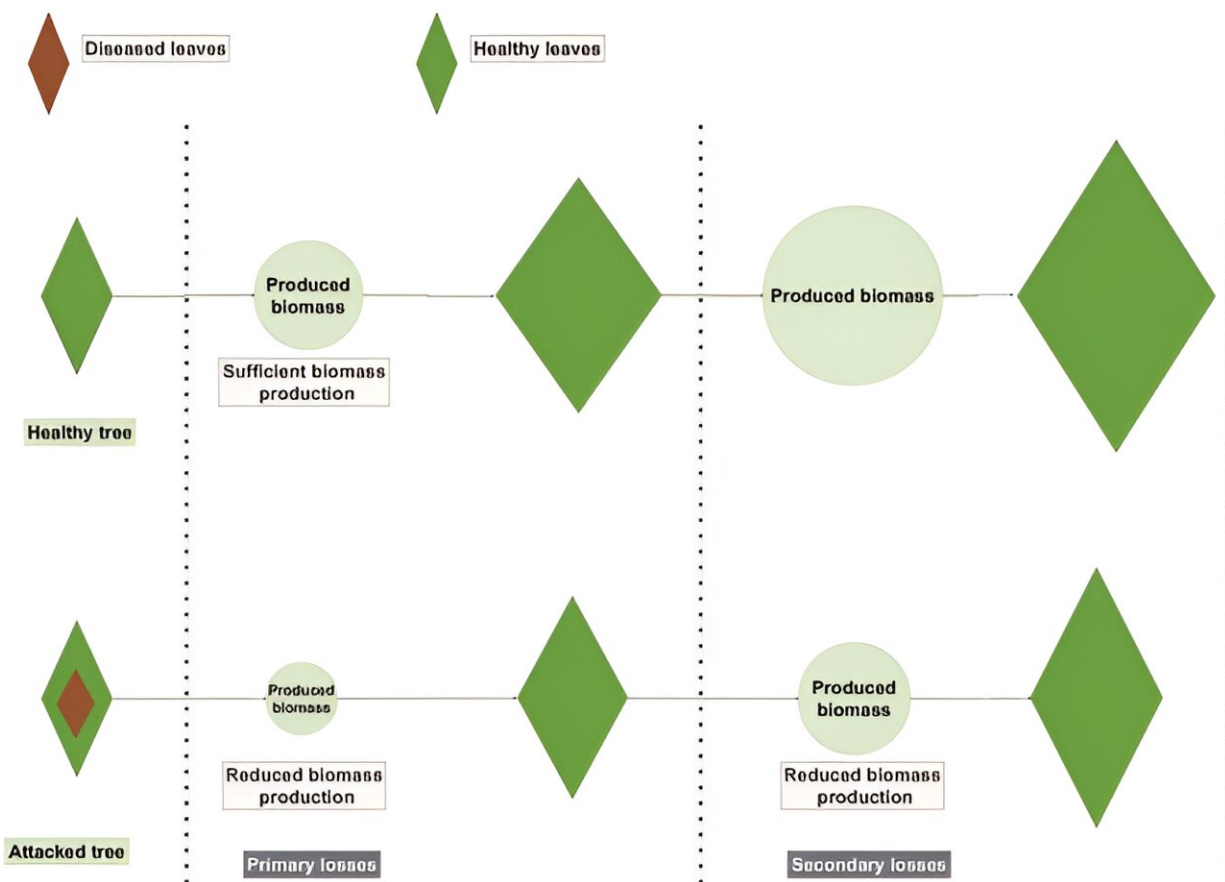 Diseased leaves
Healthy leaves
Produced
biomass
Produced biomass
Sufficient biomass
production
Healthy tree
Produced
biomass
Produced
biomass
Reduced biomass
production
Reduced biomass
production
Attacked tree
Primary losses
Secondary losses